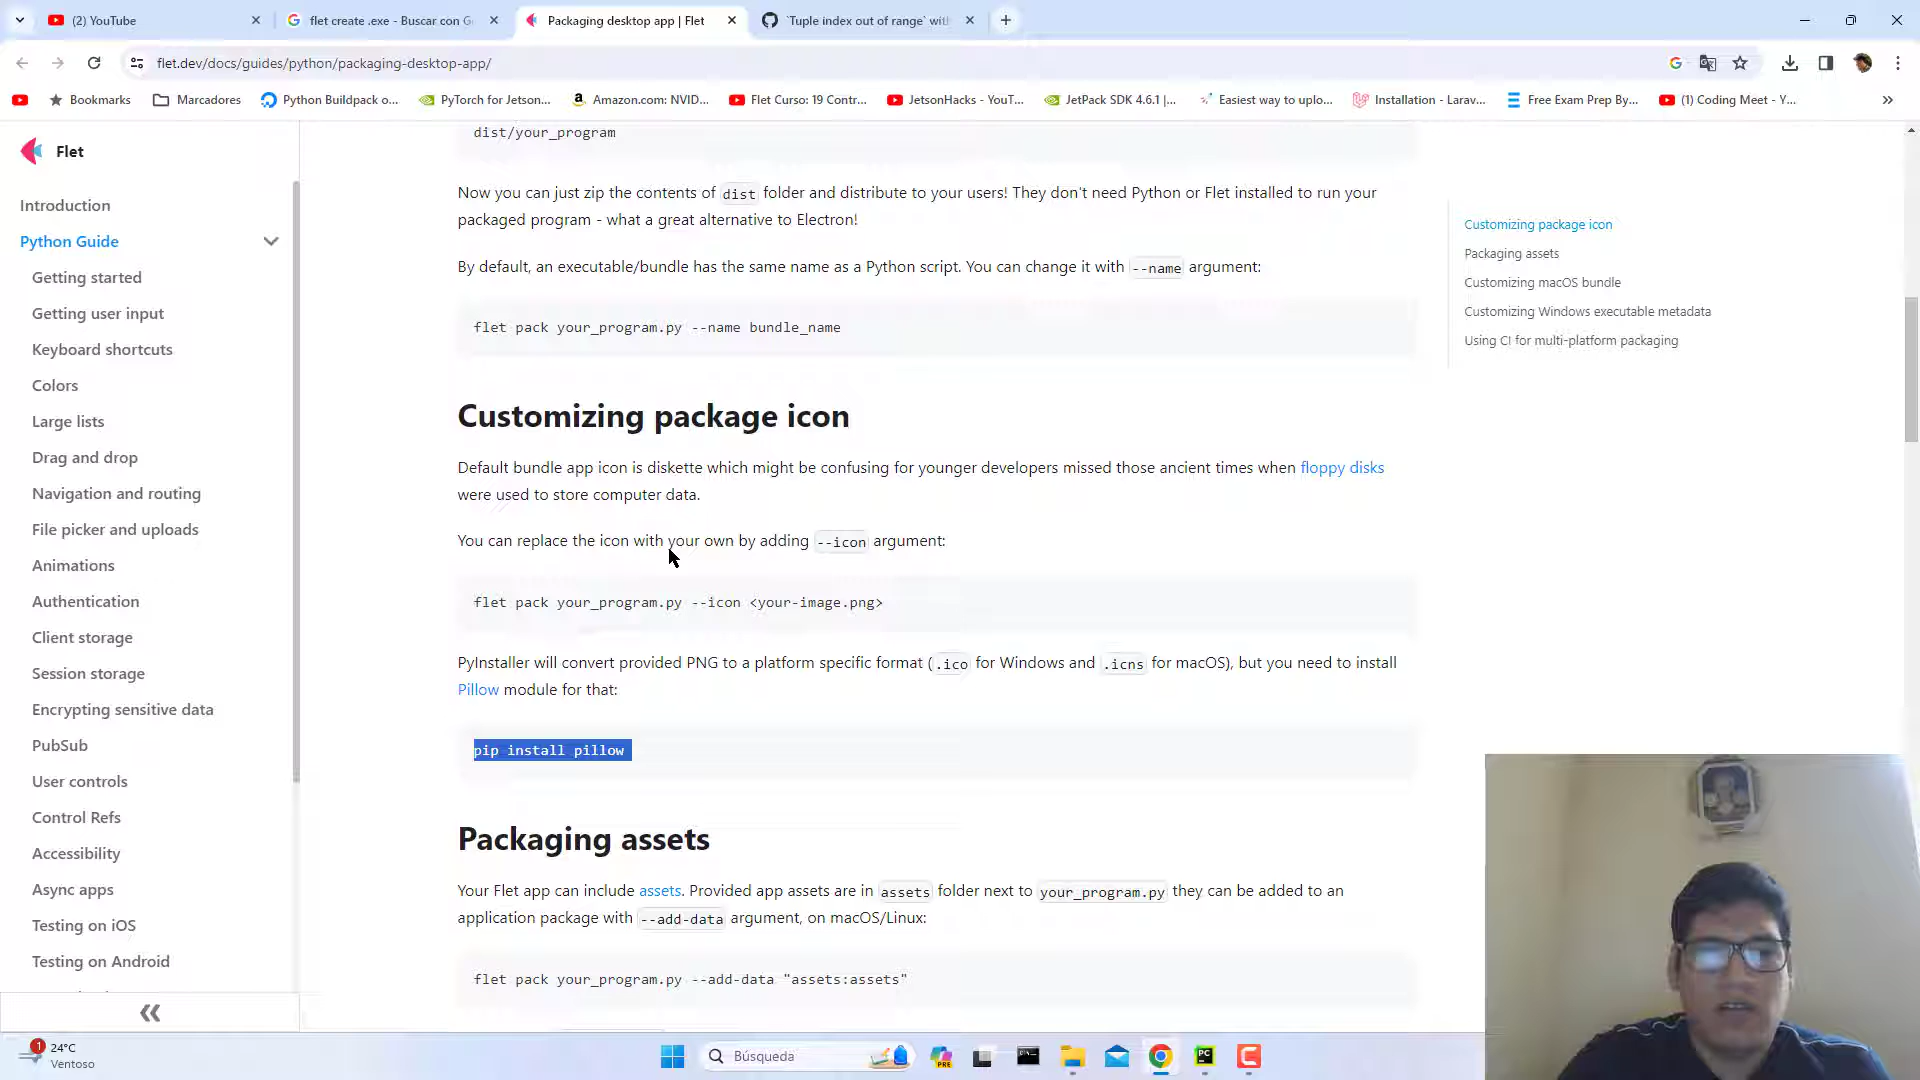 (2) YouTube
flet create .exe - Buscar con G
Packaging desktop app | Flet
`Tuple index out of range` with
flet.dev/docs/guides/python/packaging-desktop-app/
Bookmarks
Marcadores
Python Buildpack o...
PyTorch for Jetson...
Amazon.com: NVID...
Flet Curso: 19 Contr...
JetsonHacks - YouT...
JetPack SDK 4.6.1 |...
Easiest way to uplo...
Installation - Larav...
Free Exam Prep By...
(1) Coding Meet - Y...
Flet
Introduction
Python Guide
Getting started
Getting user input
Keyboard shortcuts
Colors
Large lists
Drag and drop
Navigation and routing
File picker and uploads
Animations
Authentication
Client storage
Session storage
Encrypting sensitive data
PubSub
User controls
Control Refs
Accessibility
Async apps
Testing on iOS
Testing on Android
dist/your_program
Now you can just zip the contents of dist folder and distribute to your users! They don't need Python or Flet installed to run your
packaged program - what a great alternative to Electron!
By default, an executable/bundle has the same name as a Python script. You can change it with --name argument:
flet pack your_program.py --name bundle_name
Customizing package icon
Default bundle app icon is diskette which might be confusing for younger developers missed those ancient times when floppy disks
were used to store computer data.
You can replace the icon with your own by adding --icon argument:
flet pack your_program.py --icon <your-image.png>
PyInstaller will convert provided PNG to a platform specific format (.ico for Windows and .icns for macOS), but you need to install
Pillow module for that:
pip install pillow
Packaging assets
Your Flet app can include assets. Provided app assets are in assets folder next to your_program.py they can be added to an
application package with --add-data argument, on macOS/Linux:
flet pack your_program.py --add-data "assets:assets"
Customizing package icon
Packaging assets
Customizing macOS bundle
Customizing Windows executable metadata
Using CI for multi-platform packaging
1
24°C
Ventoso
Búsqueda
PRE
PC